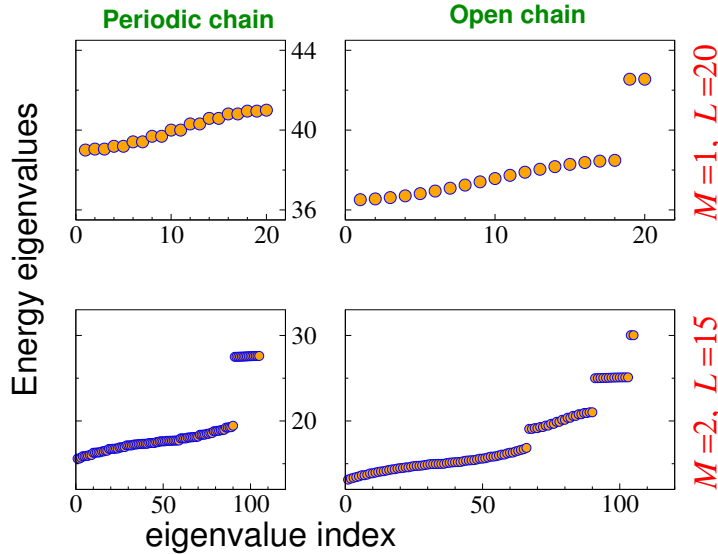 Periodic chain
Open chain
44
40
36
0
10
20
0
10
20
30
20
0
50
100
0
50
100
Energy eigenvalues
eigenvalue index
M=1, L=20
M=2, L=15